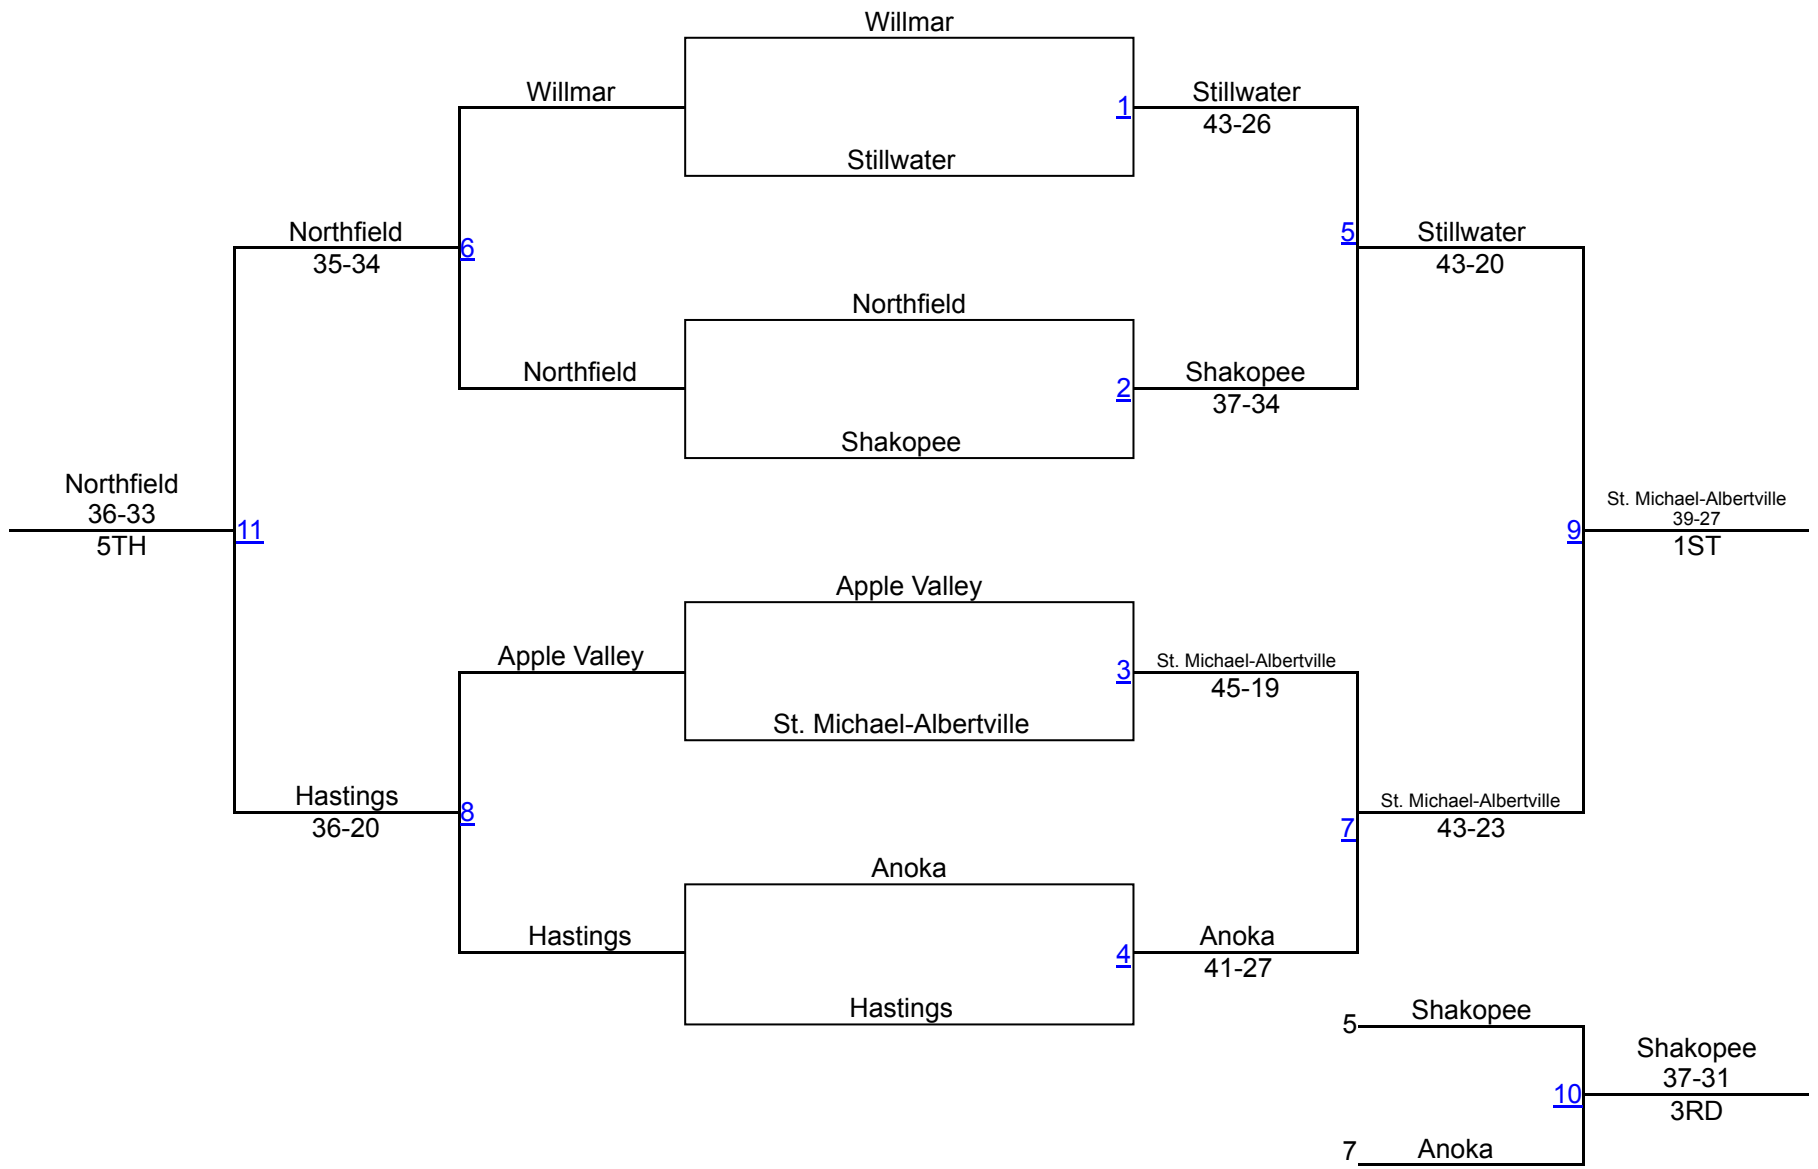 Willmar
Willmar
1
Stillwater
43-26
Stillwater
Northfield
35-34
6
5
Stillwater
43-20
Northfield
Northfield
2
Shakopee
37-34
Shakopee
Northfield
36-33
5TH
11
9
St. Michael-Albertville
39-27
1ST
Apple Valley
Apple Valley
3
St. Michael-Albertville
45-19
St. Michael-Albertville
Hastings
36-20
8
7
St. Michael-Albertville
43-23
Anoka
Hastings
4
Anoka
41-27
Hastings
5
Shakopee
10
Shakopee
37-31
3RD
7
Anoka